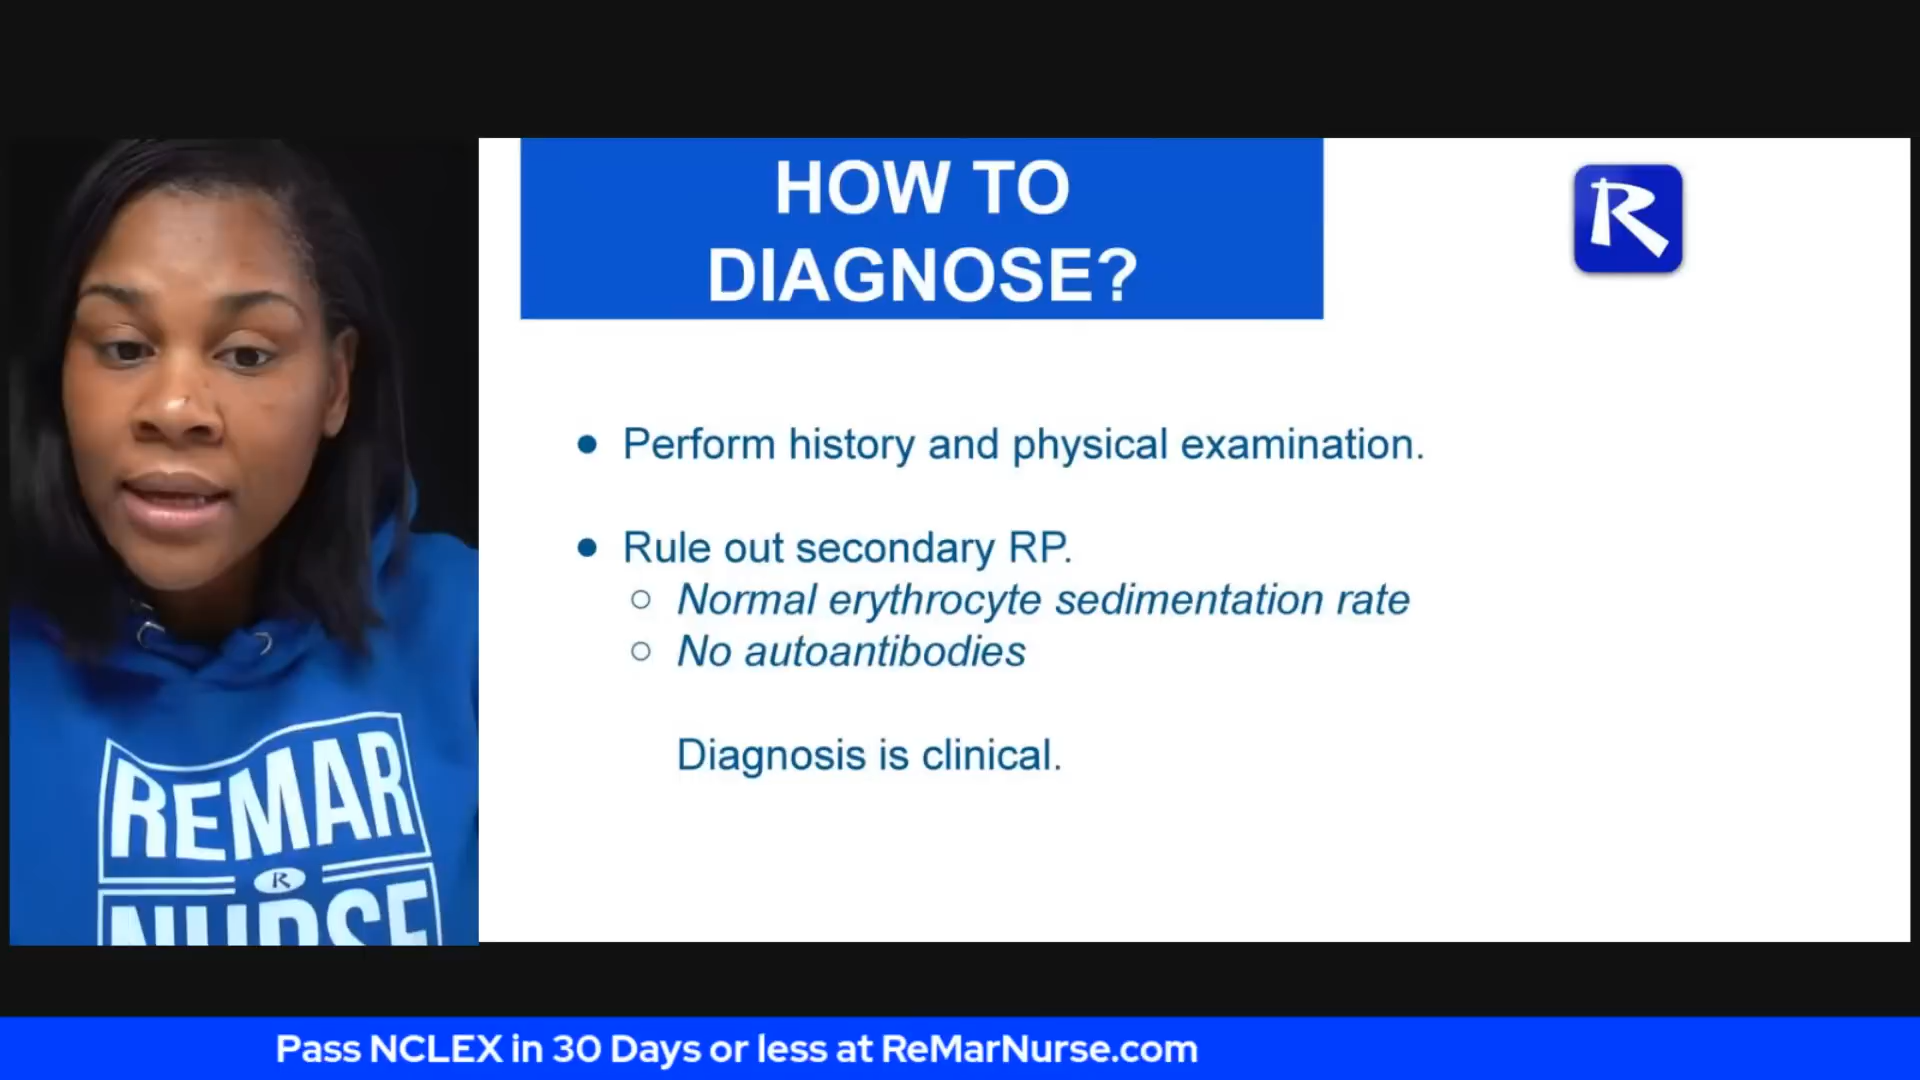 HOW TO
DIAGNOSE?
R
● Perform history and physical examination.
● Rule out secondary RP.
○ Normal erythrocyte sedimentation rate
○ No autoantibodies
Diagnosis is clinical.
REMAR
R
NURSE
Pass NCLEX in 30 Days or less at ReMarNurse.com